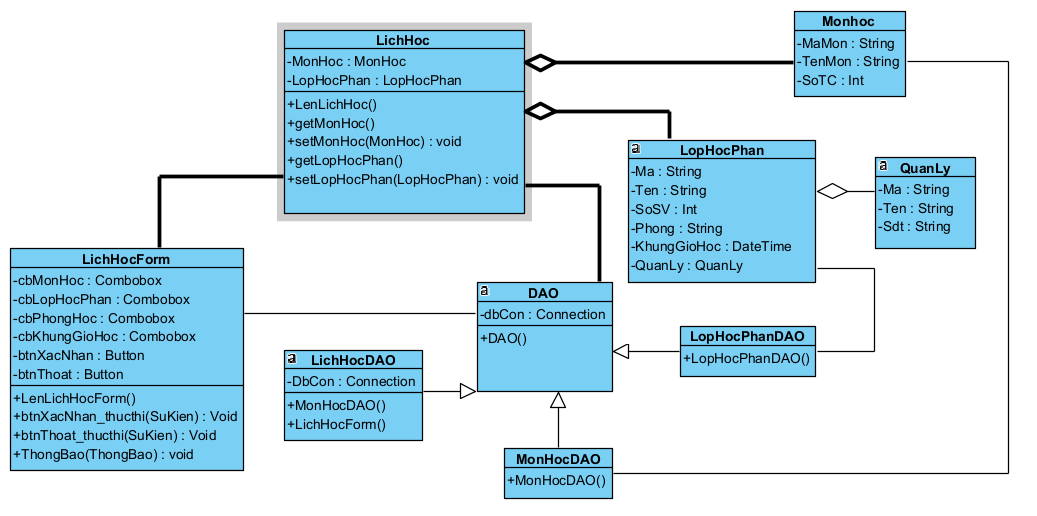 LichHoc
-MonHoc : MonHoc
-LopHocPhan : LopHocPhan
+LenLichHoc()
+getMonHoc()
+setMonHoc(MonHoc) : void
+getLopHocPhan()
+setLopHocPhan(LopHocPhan) : void
Monhoc
-MaMon : String
-TenMon : String
-SoTC : Int
a
LopHocPhan
-Ma : String
-Ten : String
-SoSV : Int
-Phong : String
-KhungGioHoc : DateTime
-QuanLy : QuanLy
a
QuanLy
-Ma : String
-Ten : String
-Sdt : String
LichHocForm
-cbMonHoc : Combobox
-cbLopHocPhan : Combobox
-cbPhongHoc : Combobox
-cbKhungGioHoc : Combobox
-btnXacNhan : Button
-btnThoat : Button
+LenLichHocForm()
+btnXacNhan_thucthi(SuKien) : Void
+btnThoat_thucthi(SuKien) : Void
+ThongBao(ThongBao) : void
a
DAO
-dbCon : Connection
+DAO()
a
LichHocDAO
-DbCon : Connection
+MonHocDAO()
+LichHocForm()
LopHocPhanDAO
+LopHocPhanDAO()
MonHocDAO
+MonHocDAO()